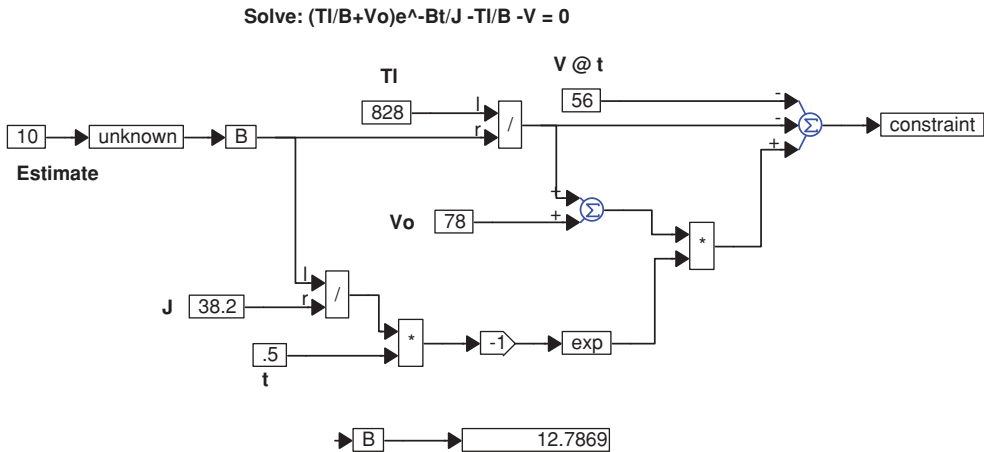 Solve: (Tl/B+Vo)e^-Bt/J -Tl/B -V = 0
Tl
V @ t
828
l
r
/
56
-
-
+
Σ
constraint
10
unknown
B
Estimate
Vo
78
+
+
Σ
*
J
38.2
l
r
/
.5
t
*
-1
exp
B
12.7869